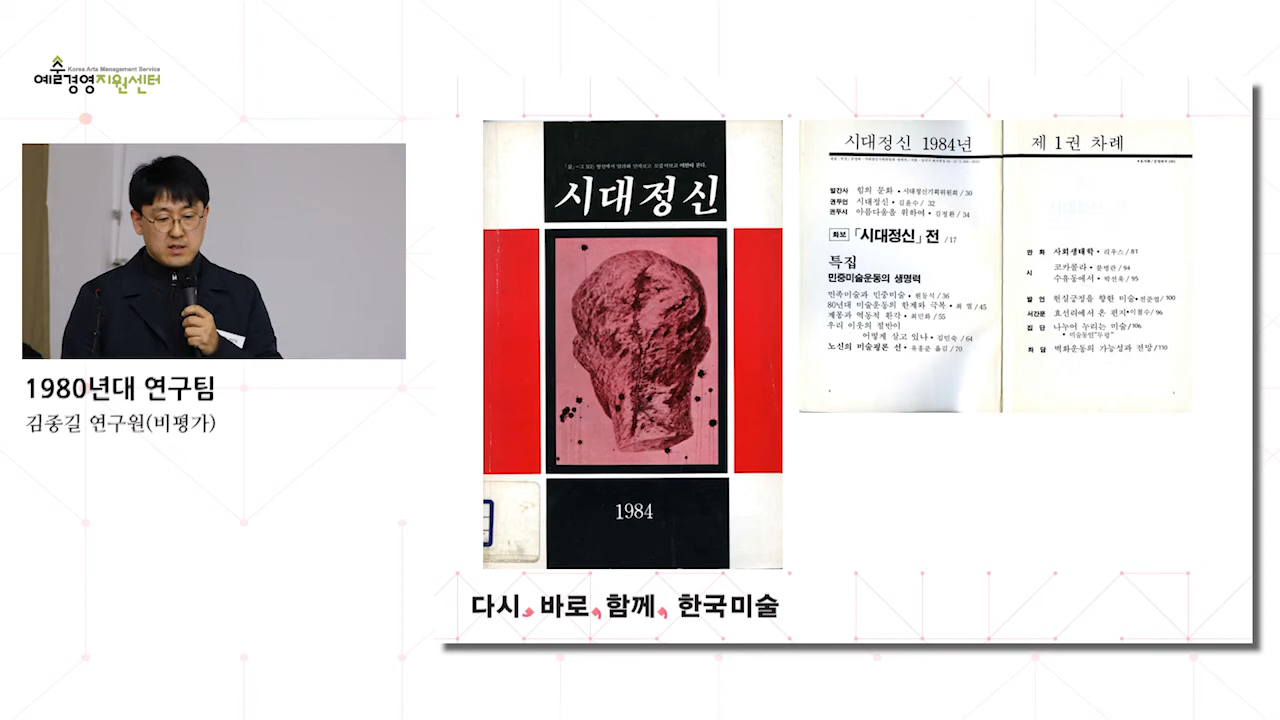 Korea Arts Management Service
예술경영지원센터
1980년대 연구팀
김종길 연구원(비평가)
시대정신
1984
시대정신 1984년
발간사 힘의 문화 • 시대정신기획위원회 / 30
권두언 시대정신 • 김윤수 / 32
권두시 아름다움을 위하여 • 김정환 / 34
화보 「시대정신」전 / 17
특집
민중미술운동의 생명력
민족미술과 민중미술 • 원동석 / 36
80년대 미술운동의 한계와 극복 • 최 열 / 45
계몽과 역동적 환각 • 최민화 / 55
우리 이웃의 절반이
어떻게 살고 있나 • 김민숙 / 64
노신의 미술평론 선 • 유홍준 옮김 / 70
제 1권 차례
만 화 사회생태학 • 리우스 / 81
시 코카콜라 • 문병란 / 94
수유동에서 • 박선욱 / 95
발 언 현실긍정을 향한 미술 • 전준엽 / 100
서간문 효선리에서 온 편지 • 이철수 / 96
집 단 나누어 누리는 미술 / 106
• 미술동인"두렁"
좌 담 벽화운동의 가능성과 전망 / 110
다시, 바로, 함께, 한국미술